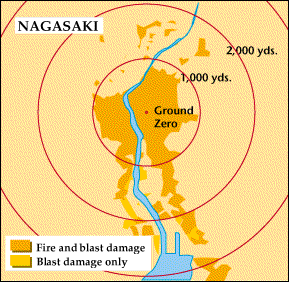 NAGASAKI
2,000 yds.
1,000 yds.
Ground
Zero
Fire and blast damage
Blast damage only